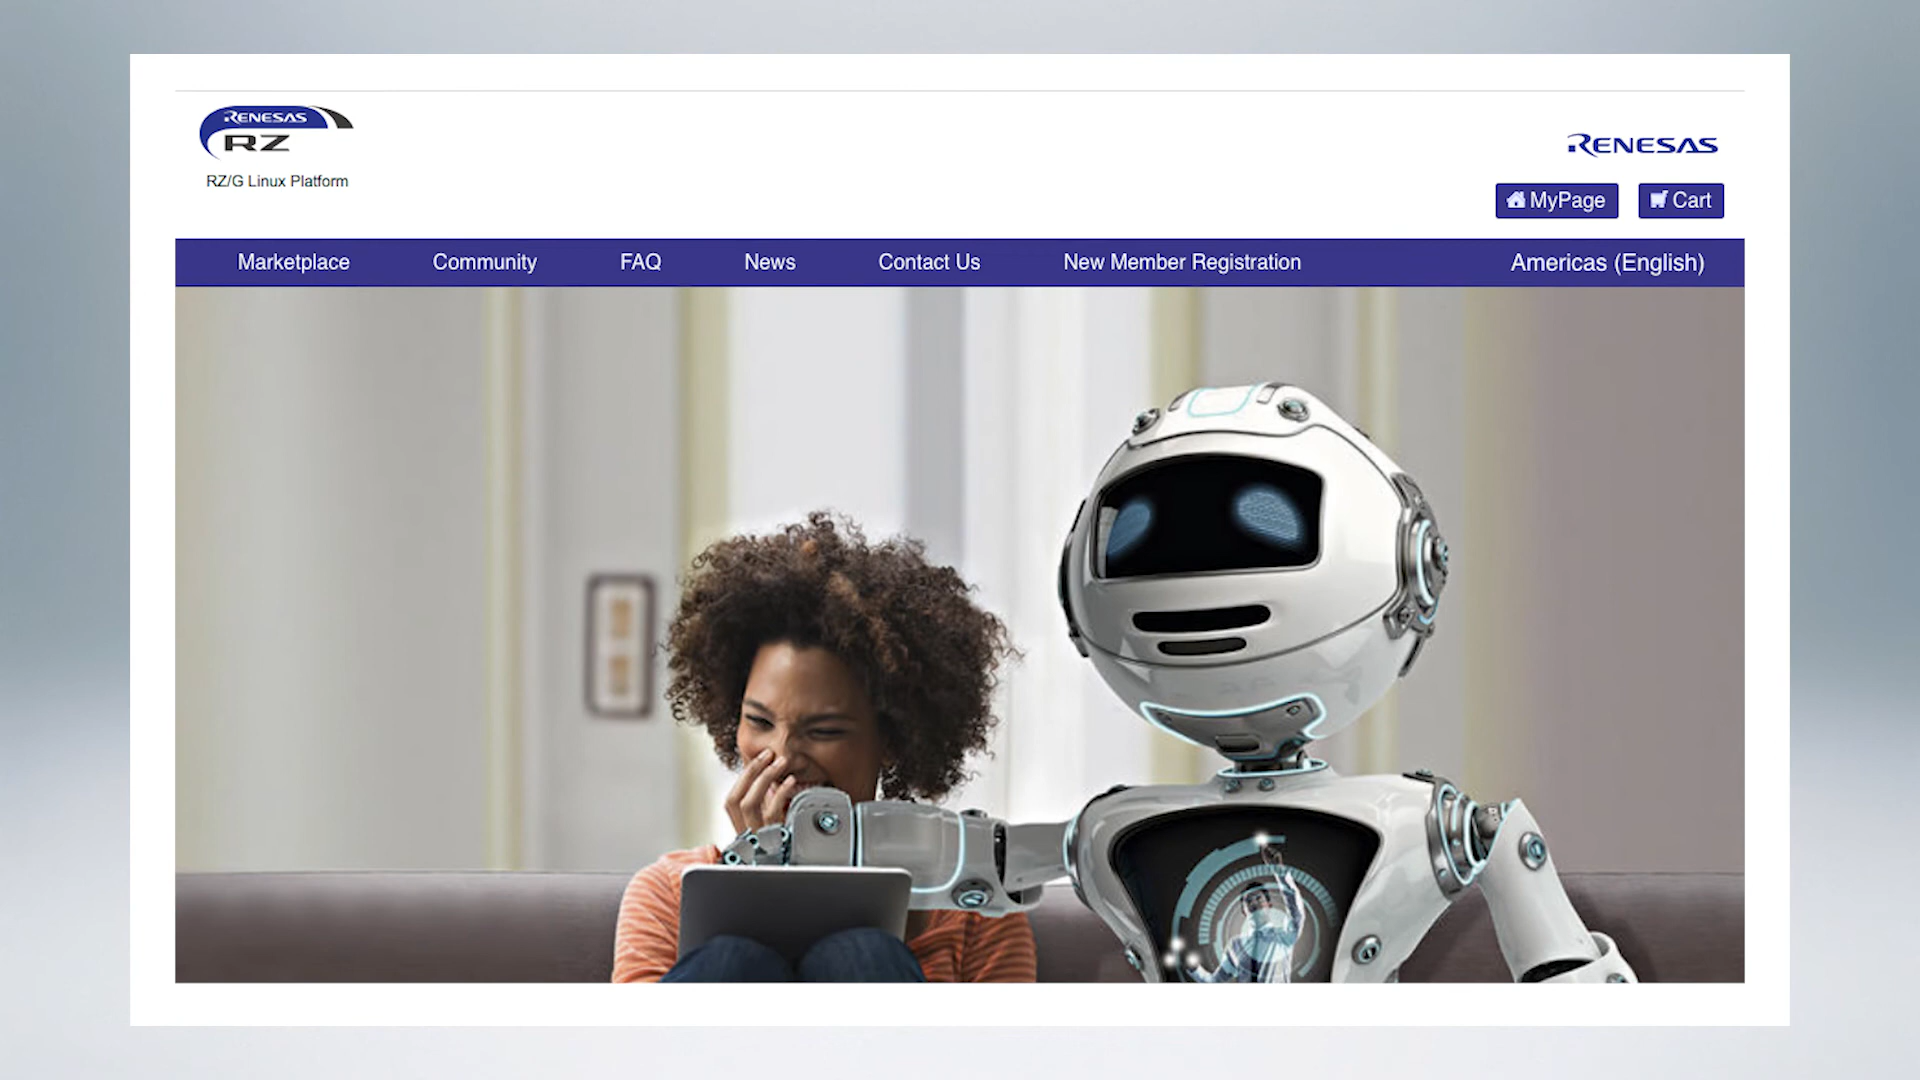 RENESAS
RZ
RZ/G Linux Platform
RENESAS
MyPage
Cart
Marketplace
Community
FAQ
News
Contact Us
New Member Registration
Americas (English)